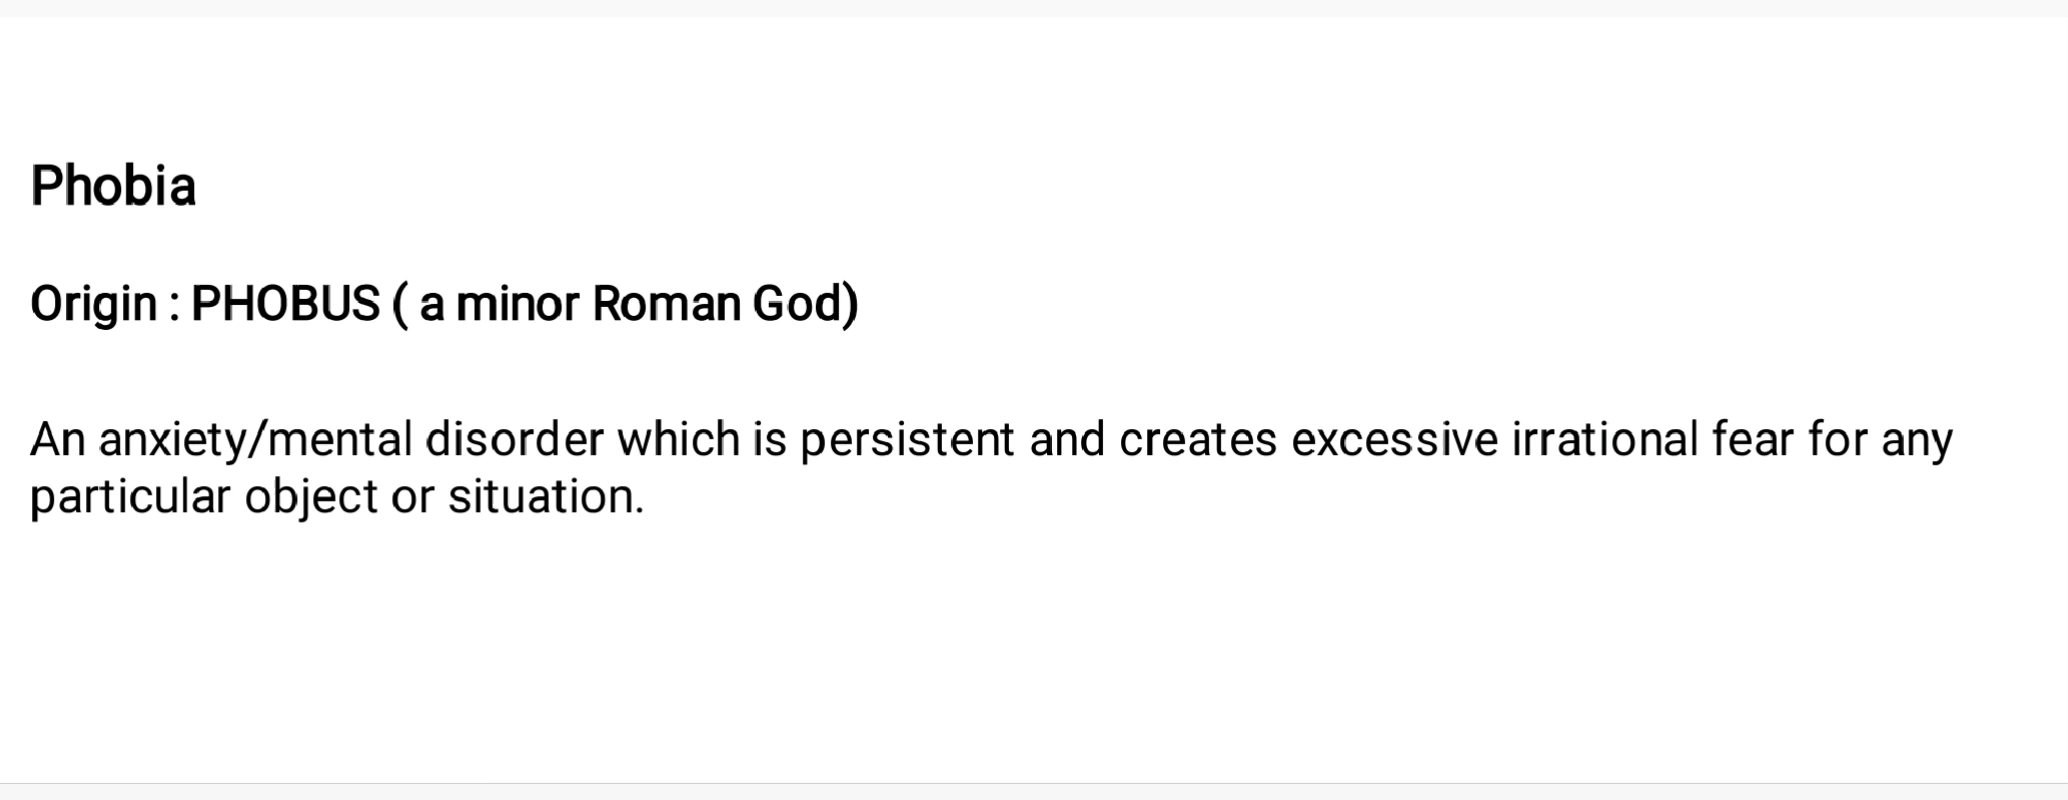 Phobia
Origin : PHOBUS ( a minor Roman God)
An anxiety/mental disorder which is persistent and creates excessive irrational fear for any
particular object or situation.